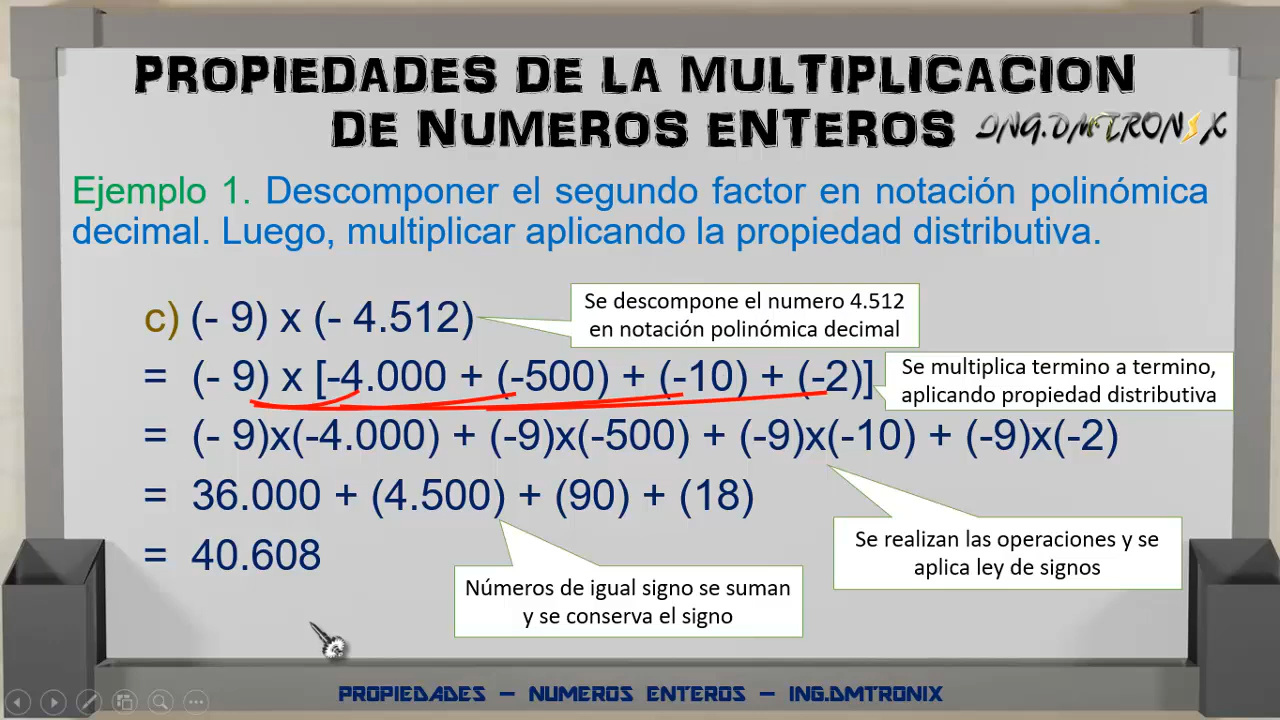 PROPIEDADES DE LA MULTIPLICACION
DE NUMEROS ENTEROS
ING.DMTRONIX
Ejemplo 1. Descomponer el segundo factor en notación polinómica
decimal. Luego, multiplicar aplicando la propiedad distributiva.
c) (- 9) x (- 4.512)
Se descompone el numero 4.512
en notación polinómica decimal
= (- 9) x [-4.000 + (-500) + (-10) + (-2)]
Se multiplica termino a termino,
aplicando propiedad distributiva
= (- 9)x(-4.000) + (-9)x(-500) + (-9)x(-10) + (-9)x(-2)
= 36.000 + (4.500) + (90) + (18)
Se realizan las operaciones y se
aplica ley de signos
= 40.608
Números de igual signo se suman
y se conserva el signo
PROPIEDADES – NUMEROS ENTEROS – ING.DMTRONIX